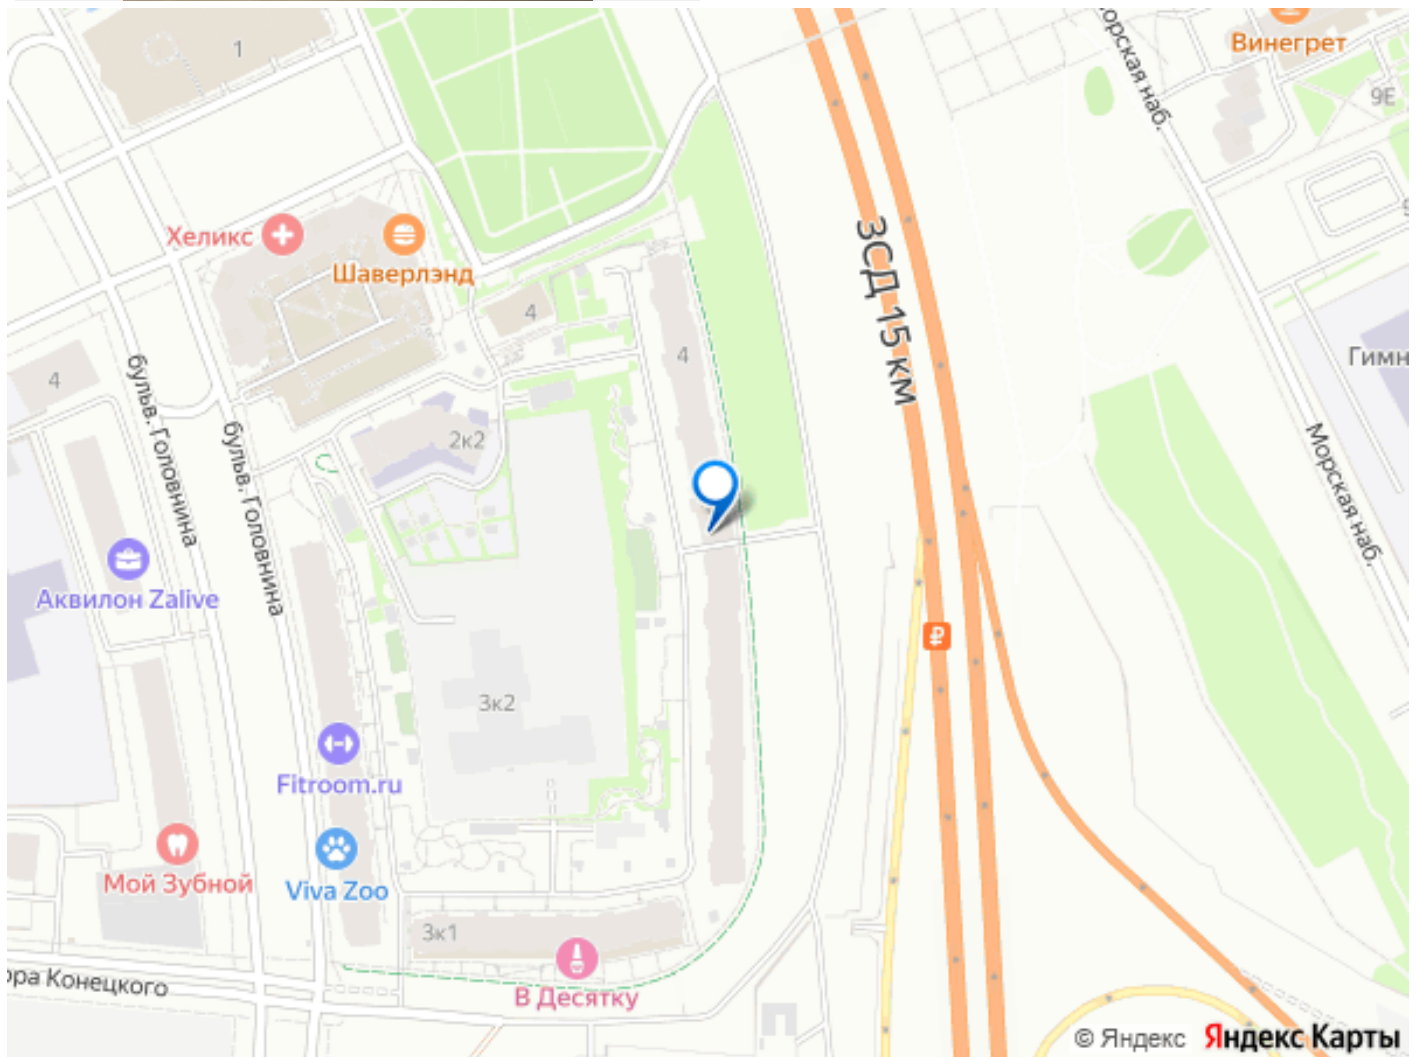 орская наб.
Винегрет
9Е
1
Хеликс
Шаверлэнд
ЗСД 15 км
4
4
4
Гимн
бульв. Головнина
бульв. Головнина
2к2
Морская наб.
Аквилон Zalive
₽
3к2
Fitroom.ru
Мой Зубной
Viva Zoo
3к1
ора Конецкого
В Десятку
© Яндекс Яндекс Карты